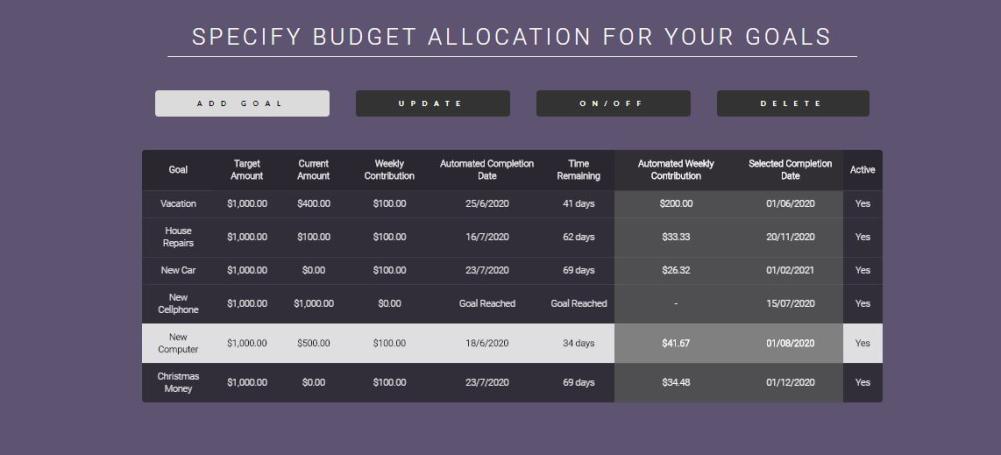 SPECIFY BUDGET ALLOCATION FOR YOUR GOALS
ADD GOAL UPDATE ON/OFF DELETE
Goal Target Amount Current Amount Weekly Contribution Automated Completion Date Time Remaining Automated Weekly Contribution Selected Completion Date Active
Vacation $1,000.00 $400.00 $100.00 25/6/2020 41 days $200.00 01/06/2020 Yes
House Repairs $1,000.00 $100.00 $100.00 16/7/2020 62 days $33.33 20/11/2020 Yes
New Car $1,000.00 $0.00 $100.00 23/7/2020 69 days $26.32 01/02/2021 Yes
New Cellphone $1,000.00 $1,000.00 $0.00 Goal Reached Goal Reached - 15/07/2020 Yes
New Computer $1,000.00 $500.00 $100.00 18/6/2020 34 days $41.67 01/08/2020 Yes
Christmas Money $1,000.00 $0.00 $100.00 23/7/2020 69 days $34.48 01/12/2020 Yes